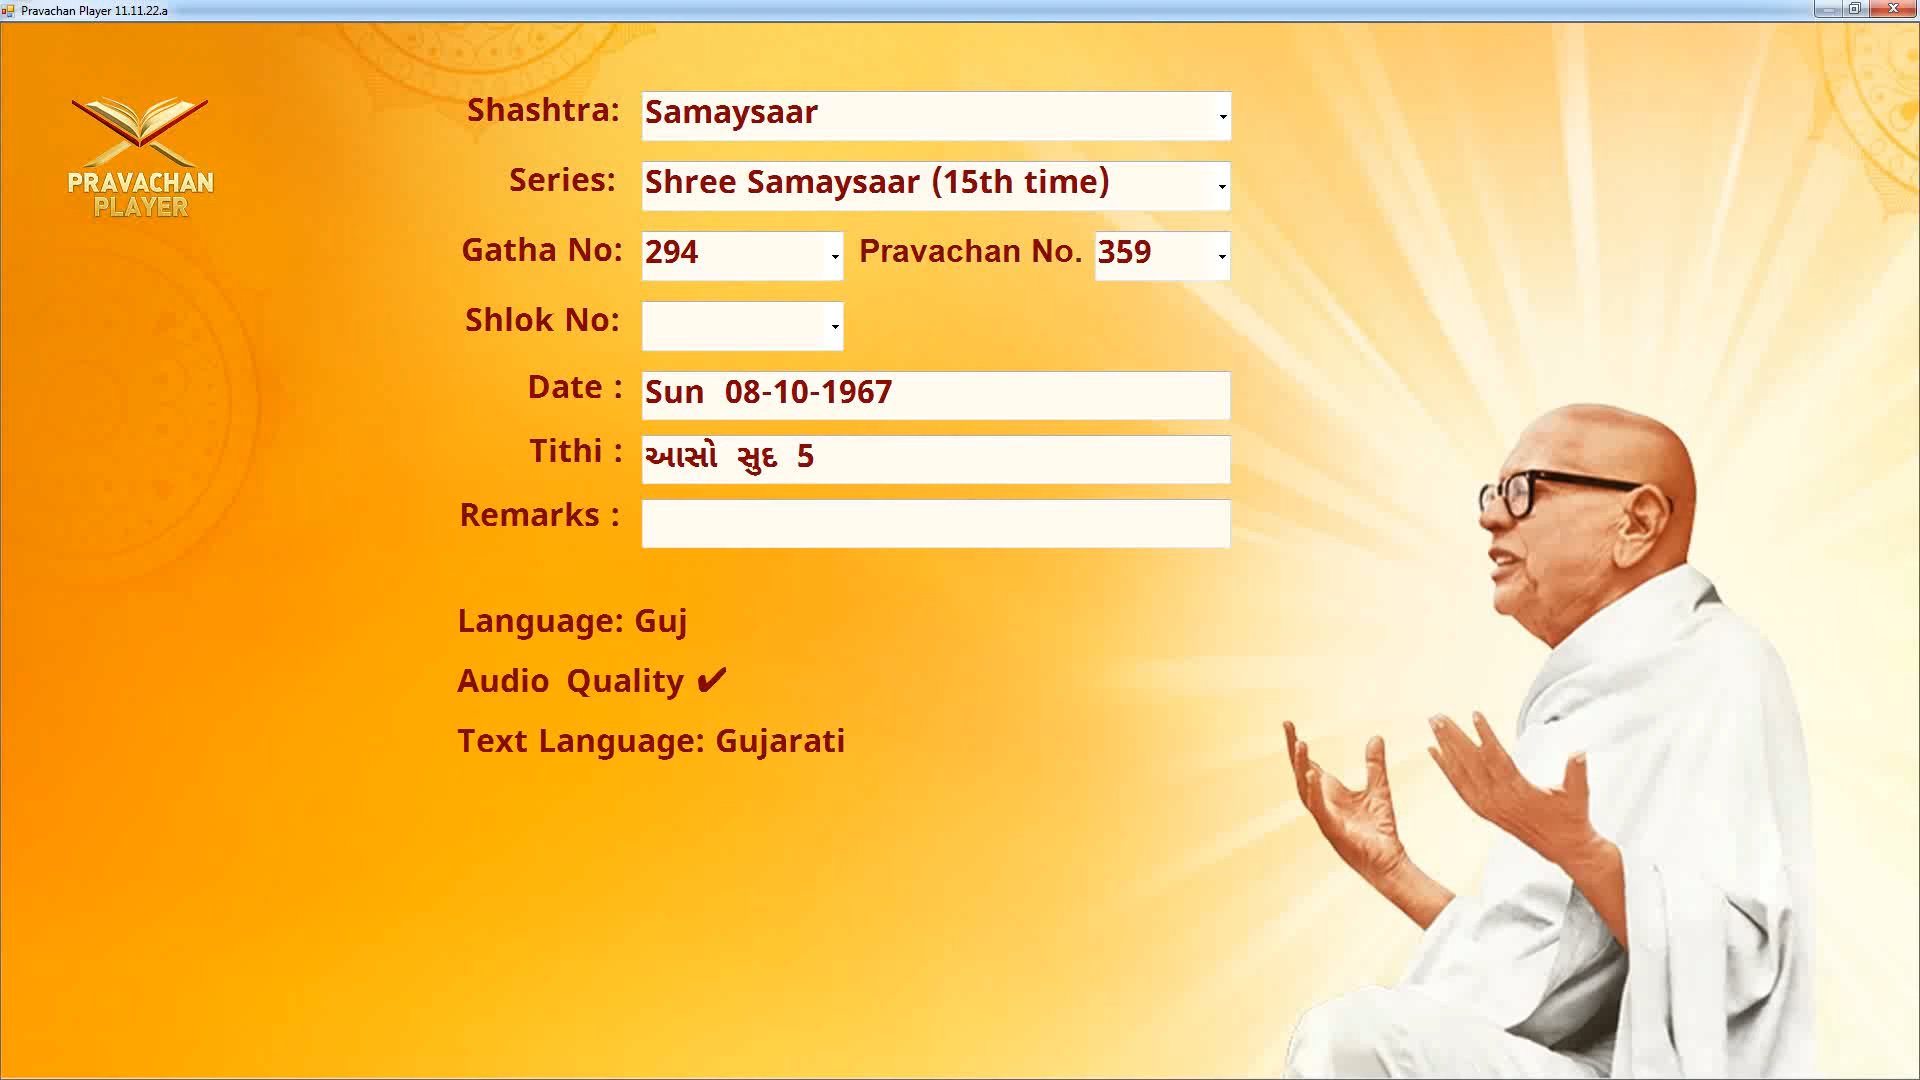 Pravachan Player 11.11.22.a
PRAVACHAN
PLAYER
Shashtra: Samaysaar
Series: Shree Samaysaar (15th time)
Gatha No: 294 Pravachan No. 359
Shlok No:
Date : Sun 08-10-1967
Tithi : આસો સુદ 5
Remarks :
Language: Guj
Audio Quality ✔
Text Language: Gujarati